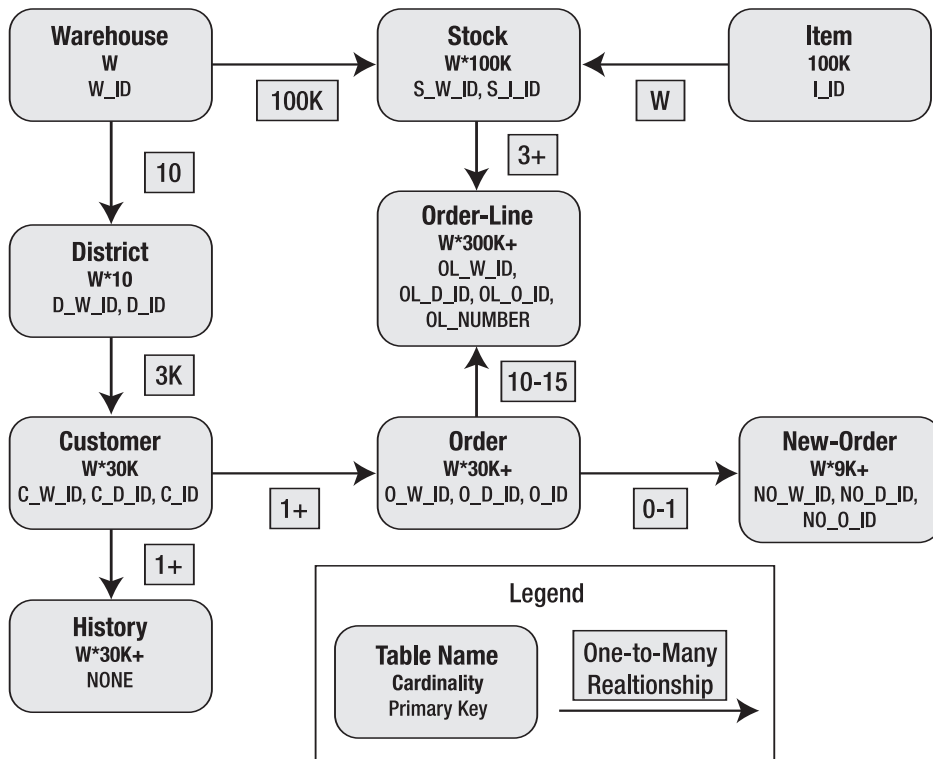 Warehouse
W
W_ID
100K
Stock
W*100K
S_W_ID, S_I_ID
W
Item
100K
I_ID
10
3+
District
W*10
D_W_ID, D_ID
Order-Line
W*300K+
OL_W_ID,
OL_D_ID, OL_O_ID,
OL_NUMBER
3K
10-15
Customer
W*30K
C_W_ID, C_D_ID, C_ID
1+
Order
W*30K+
O_W_ID, O_D_ID, O_ID
0-1
New-Order
W*9K+
NO_W_ID, NO_D_ID,
NO_O_ID
1+
History
W*30K+
NONE
Legend
Table Name
Cardinality
Primary Key
One-to-Many
Realtionship